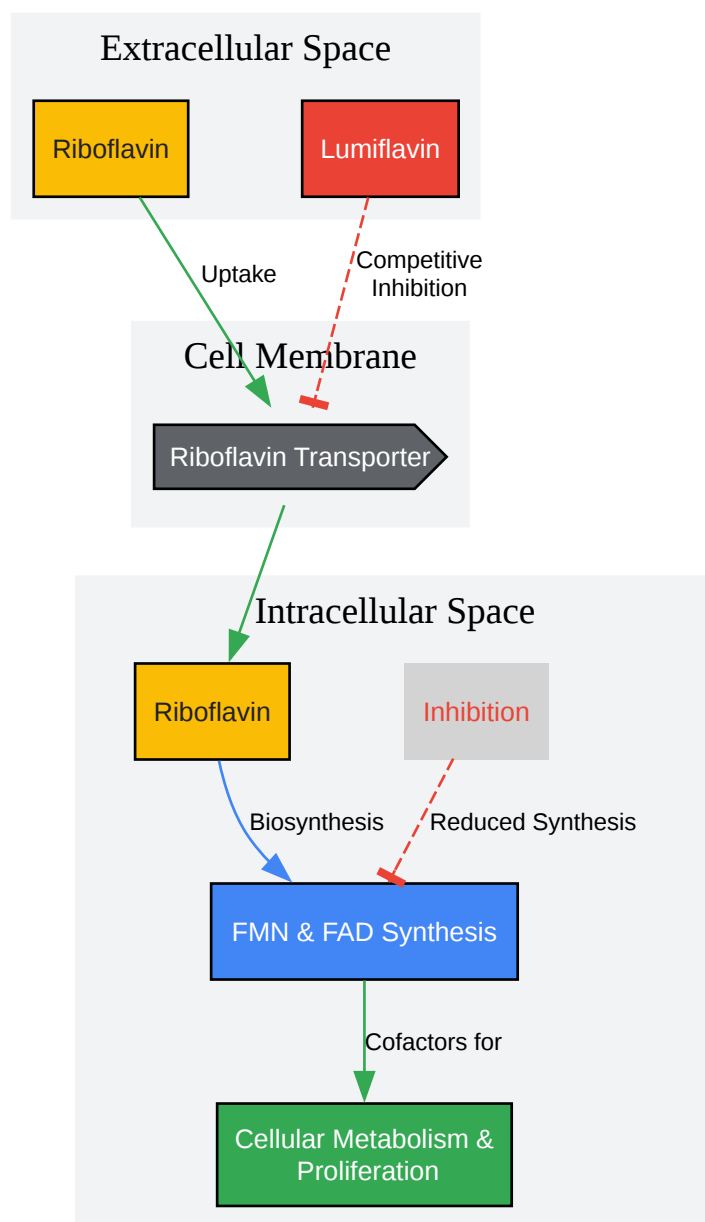 Extracellular Space
Riboflavin
Lumiflavin
Uptake
Competitive
Inhibition
Cell Membrane
Riboflavin Transporter
Intracellular Space
Riboflavin
Inhibition
Biosynthesis
Reduced Synthesis
FMN & FAD Synthesis
Cofactors for
Cellular Metabolism &
Proliferation